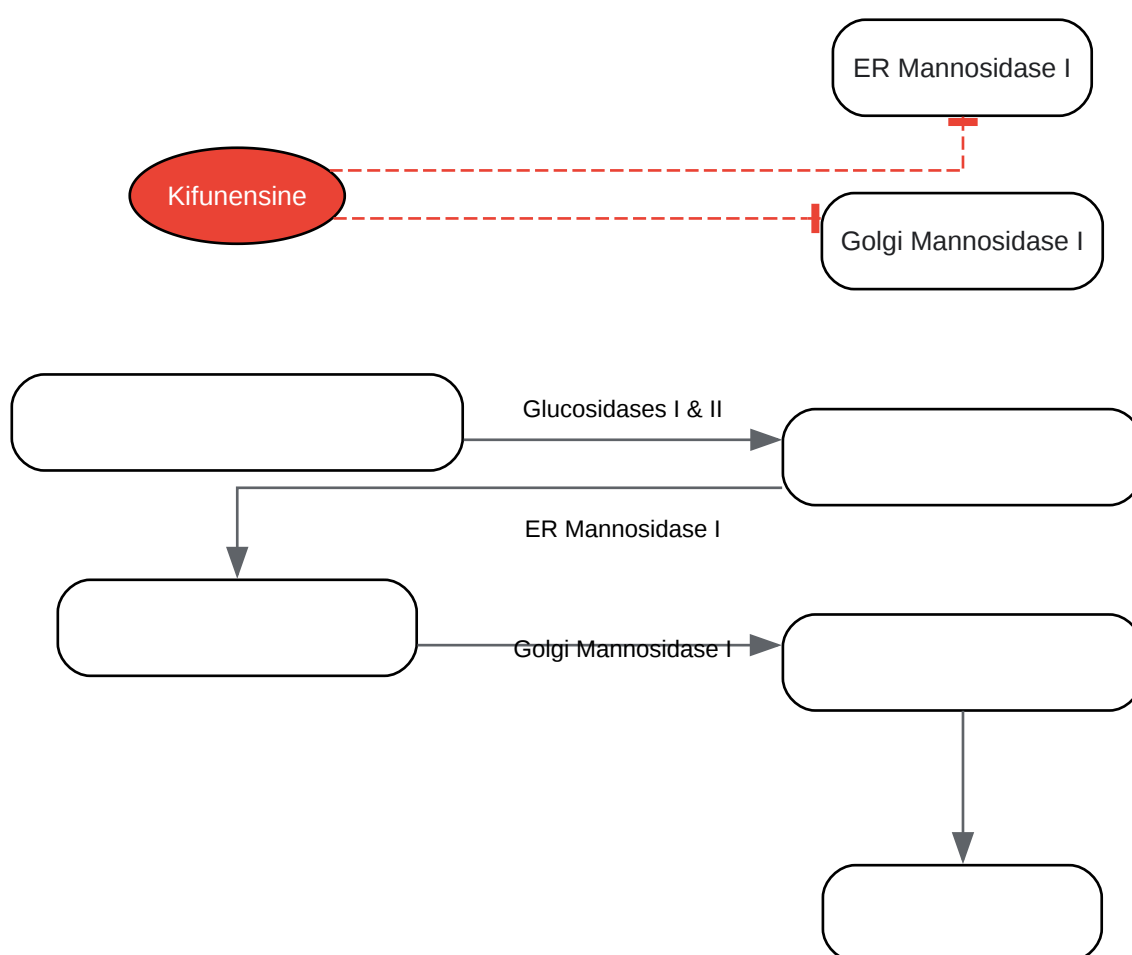 ER Mannosidase I
Kifunensine
Golgi Mannosidase I
Glucosidases I & II
ER Mannosidase I
Golgi Mannosidase I